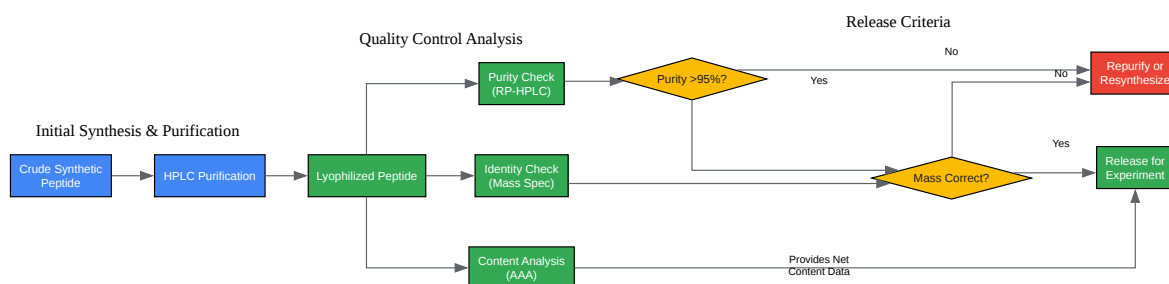 Release Criteria
Quality Control Analysis
No
Purity Check
(RP-HPLC)
Purity >95%?
Yes
No
Repurify or
Resynthesize
Initial Synthesis & Purification
Crude Synthetic
Peptide
HPLC Purification
Lyophilized Peptide
Identity Check
(Mass Spec)
Mass Correct?
Yes
Release for
Experiment
Content Analysis
(AAA)
Provides Net
Content Data